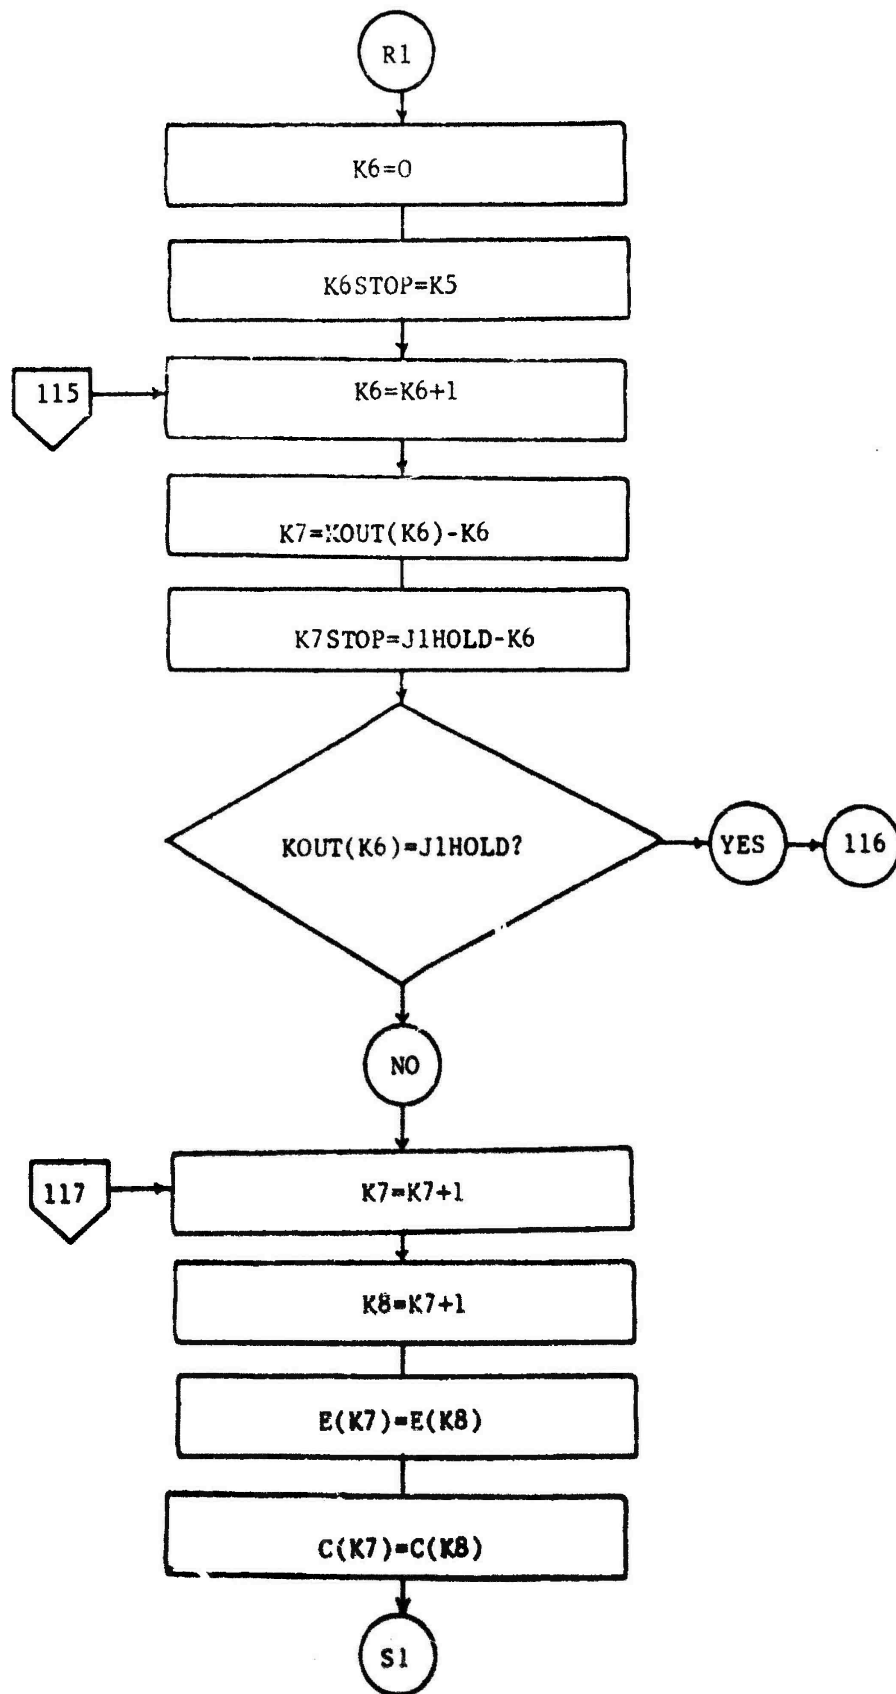 R1
K6=0
K6STOP=K5
115
K6=K6+1
K7=KOUT(K6)-K6
K7STOP=J1HOLD-K6
KOUT(K6)=J1HOLD?
YES
116
NO
117
K7=K7+1
K8=K7+1
E(K7)=E(K8)
C(K7)=C(K8)
S1